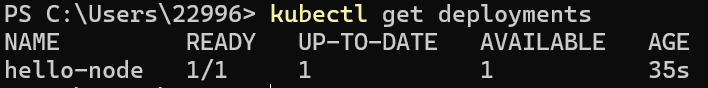 PS C:\Users\22996> kubectl get deployments
NAME         READY   UP-TO-DATE   AVAILABLE   AGE
hello-node   1/1     1            1           35s